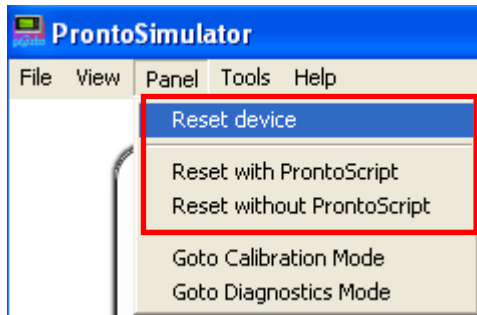 ProntoSimulator
File View Panel Tools Help
Reset device
Reset with ProntoScript
Reset without ProntoScript
Goto Calibration Mode
Goto Diagnostics Mode